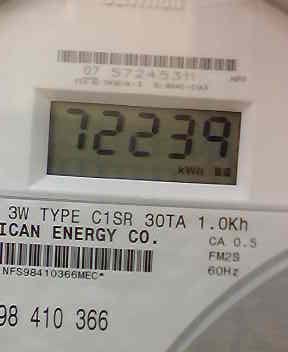 07 57245311
72239
kWh
3W TYPE C1SR 30TA 1.0Kh
ICAN ENERGY CO.
CA 0.5
FM2S
60Hz
NFS98410366MEC*
98 410 366